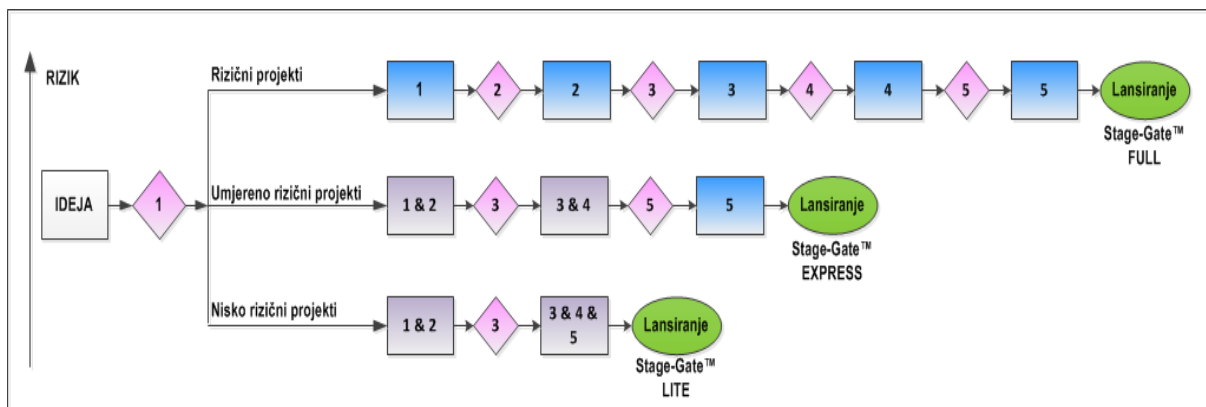 RIZIK
Rizični projekti
1
2
2
3
3
4
4
5
5
Lansiranje
Stage-Gate™
FULL
IDEJA
1
Umjereno rizični projekti
1 & 2
3
3 & 4
5
5
Lansiranje
Stage-Gate™
EXPRESS
Nisko rizični projekti
1 & 2
3
3 & 4 &
5
Lansiranje
Stage-Gate™
LITE